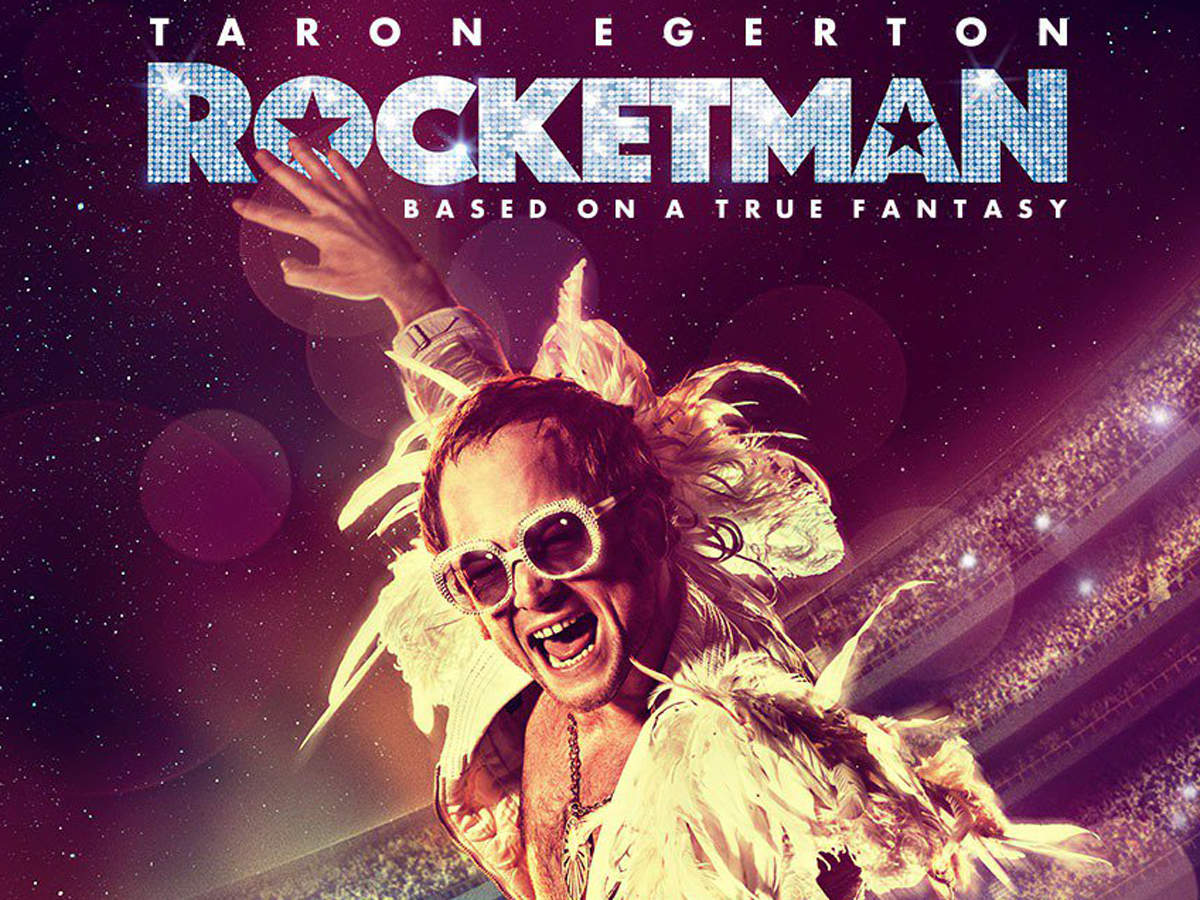 TARON EGERTON
ROCKETMAN
BASED ON A TRUE FANTASY